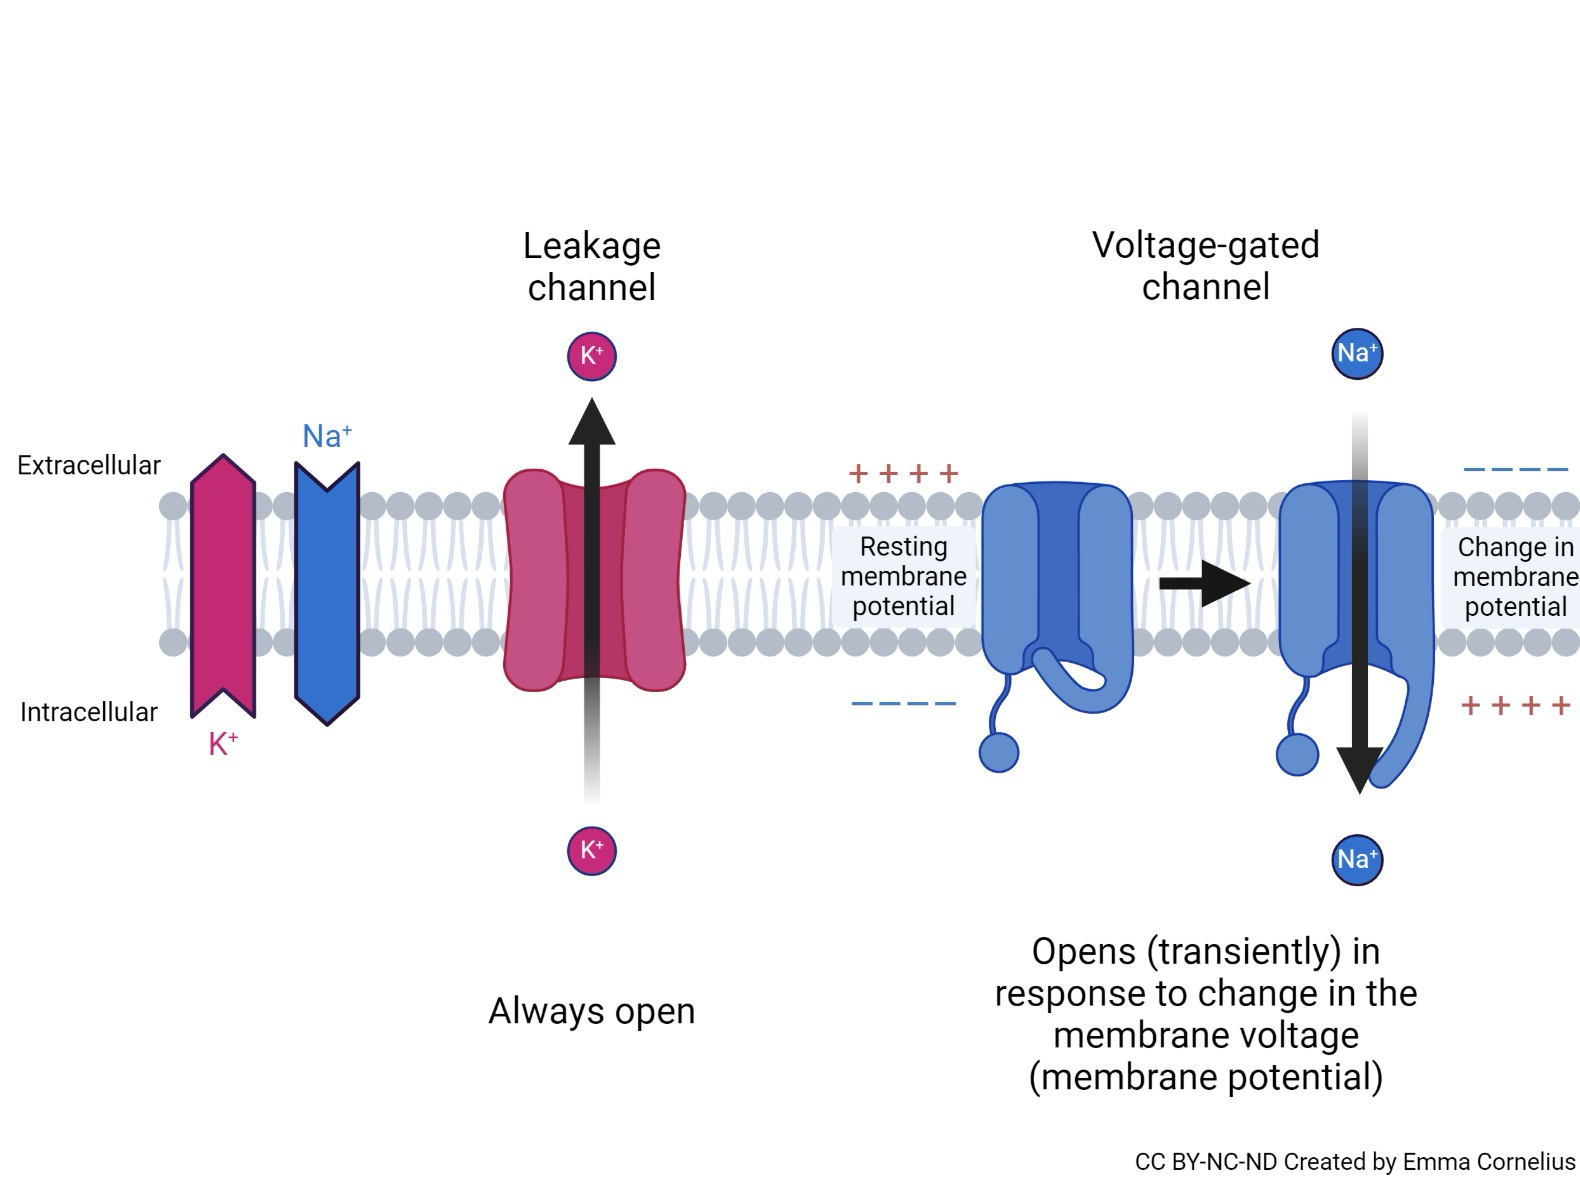 Leakage
channel
Voltage-gated
channel
K⁺
Na⁺
Na⁺
Extracellular
+ + + +
– – – –
Resting
membrane
potential
Change in
membrane
potential
Intracellular
– – – –
+ + + +
K⁺
K⁺
Na⁺
Always open
Opens (transiently) in
response to change in the
membrane voltage
(membrane potential)
CC BY-NC-ND Created by Emma Cornelius